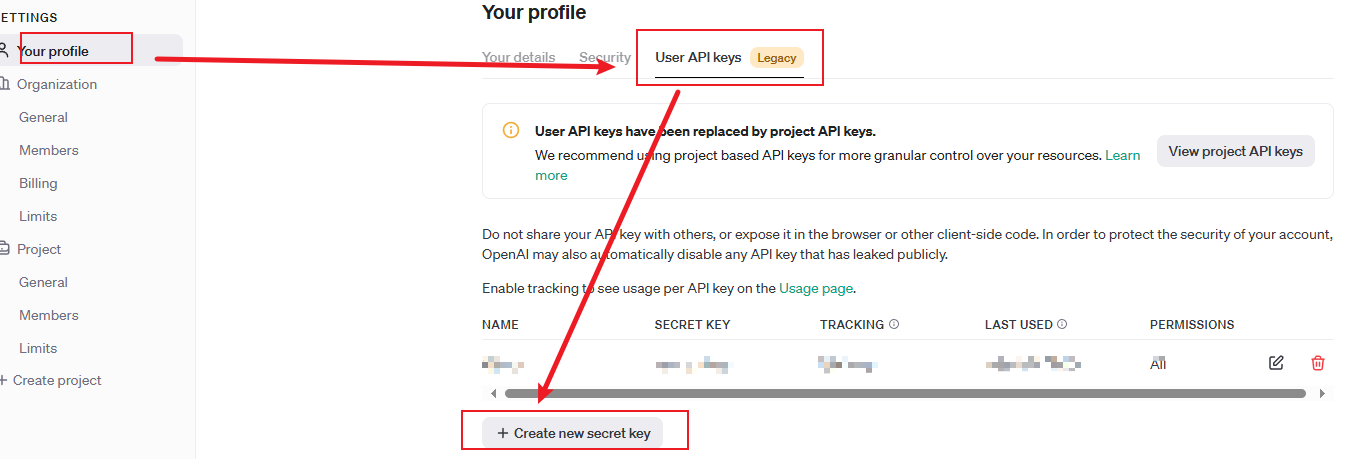 ETTINGS
Your profile
Organization
General
Members
Billing
Limits
Project
General
Members
Limits
+ Create project
Your profile
Your details Security User API keys Legacy
User API keys have been replaced by project API keys.
We recommend using project based API keys for more granular control over your resources. Learn
more
View project API keys
Do not share your API key with others, or expose it in the browser or other client-side code. In order to protect the security of your account,
OpenAI may also automatically disable any API key that has leaked publicly.
Enable tracking to see usage per API key on the Usage page.
NAME SECRET KEY TRACKING LAST USED PERMISSIONS
All
+ Create new secret key